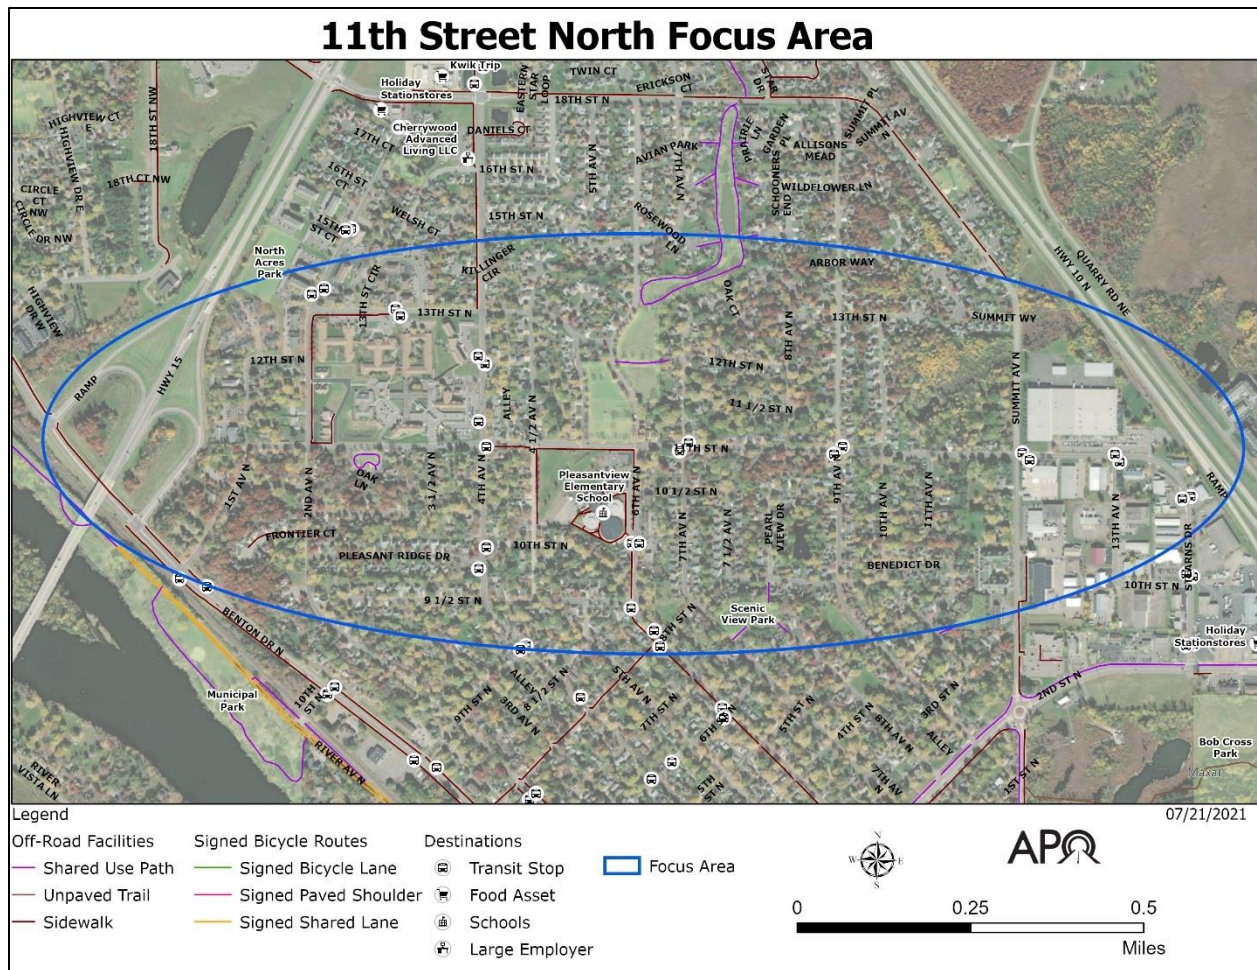 11th Street North Focus Area
Kwik Trip
Holiday
Stationstores
Cherrywood
Advanced
Living LLC
EASTERN
STAR
LOOP
TWIN CT
ERICKSON
CT
STAR
DR
18TH ST N
DANIELS CT
SUMMIT PL
SUMMIT AV
N
HIGHVIEW CT
E
HIGHVIEW DR E
18TH ST NW
17TH CT
16TH ST
CT
16TH ST N
5TH AV N
AVIAN PARK
7TH AV N
PRAIRIE
LN
GARDEN
PL
ALLISONS
MEAD
SCHOONERS
END
WILDFLOWER LN
18TH CT NW
CIRCLE
CT
NW
CIRCLE DR NW
15TH
ST CT
WELSH CT
15TH ST N
ROSEWOOD
LN
North
Acres
Park
KILLINGER
CIR
ARBOR WAY
QUARRY RD NE
HWY 10 N
HIGHVIEW
DR W
13TH ST CIR
13TH ST N
OAK CT
8TH AV N
13TH ST N
SUMMIT WY
RAMP
HWY 15
12TH ST N
12TH ST N
SUMMIT AV N
ALLEY
4 1/2 AV N
11 1/2 ST N
11TH ST N
1ST AV N
2ND AV N
OAK
LN
3 1/2 AV N
4TH AV N
Pleasantview
Elementary
School
6TH AV N
10 1/2 ST N
9TH AV N
10TH AV N
11TH AV N
13TH AV N
RAMP
STEARNS DR
FRONTIER CT
PLEASANT RIDGE DR
10TH ST N
7TH AV N
7 1/2 AV N
PEARL
VIEW DR
BENEDICT DR
10TH ST N
9 1/2 ST N
BENTON DR N
8TH ST N
Scenic
View Park
Holiday
Stationstores
Municipal
Park
10TH
ST N
9TH ST N
ALLEY
8 1/2 ST N
3RD AV N
5TH AV N
7TH ST N
6TH ST N
5TH ST N
4TH ST N
8TH AV N
3RD ST N
ALLEY
2ND ST N
Bob Cross
Park
Maxar
RIVER
VISTA LN
RIVER AV N
5TH
ST N
7TH AV
N
1ST ST N
Legend
07/21/2021
Off-Road Facilities
Signed Bicycle Routes
Destinations
Shared Use Path
Signed Bicycle Lane
Transit Stop
Focus Area
Unpaved Trail
Signed Paved Shoulder
Food Asset
Sidewalk
Signed Shared Lane
Schools
Large Employer
N
W
E
S
APO
0
0.25
0.5
Miles